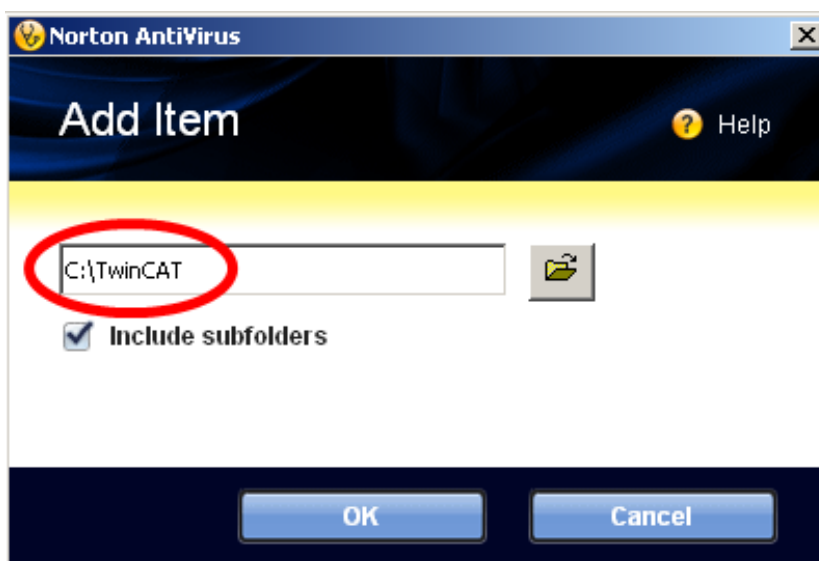 Norton AntiVirus
Add Item
Help
C:\TwinCAT
Include subfolders
OK
Cancel